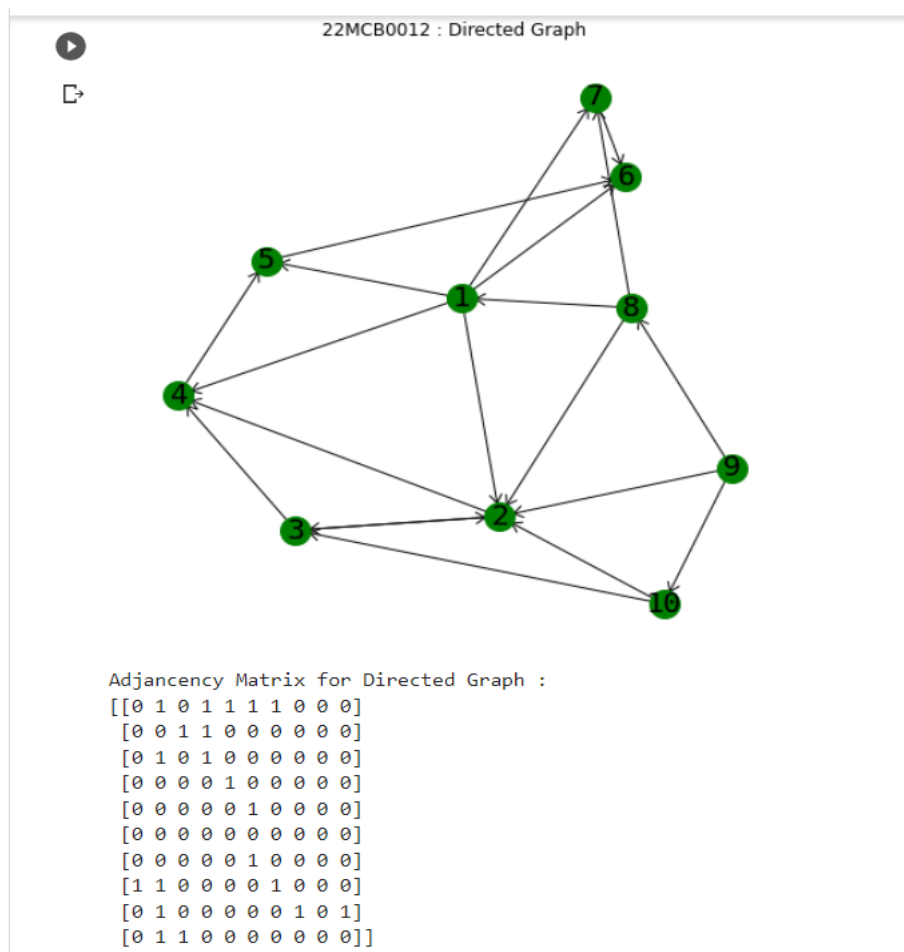 22MCB0012 : Directed Graph
7
6
5
1
8
4
9
2
3
10
Adjancency Matrix for Directed Graph :
[[0 1 0 1 1 1 1 0 0 0]
[0 0 1 1 0 0 0 0 0 0]
[0 1 0 1 0 0 0 0 0 0]
[0 0 0 0 1 0 0 0 0 0]
[0 0 0 0 0 1 0 0 0 0]
[0 0 0 0 0 0 0 0 0 0]
[0 0 0 0 0 1 0 0 0 0]
[1 1 0 0 0 0 1 0 0 0]
[0 1 0 0 0 0 0 1 0 1]
[0 1 1 0 0 0 0 0 0 0]]